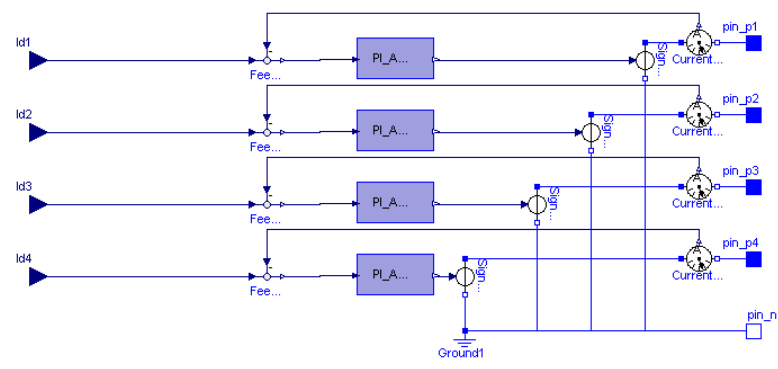 Id1
Fee...
PI_A...
Sign...
A
Current...
pin_p1
Id2
Fee...
PI_A...
Sign...
A
Current...
pin_p2
Id3
Fee...
PI_A...
Sign...
A
Current...
pin_p3
Id4
Fee...
PI_A...
Sign...
A
Current...
pin_p4
Ground1
pin_n